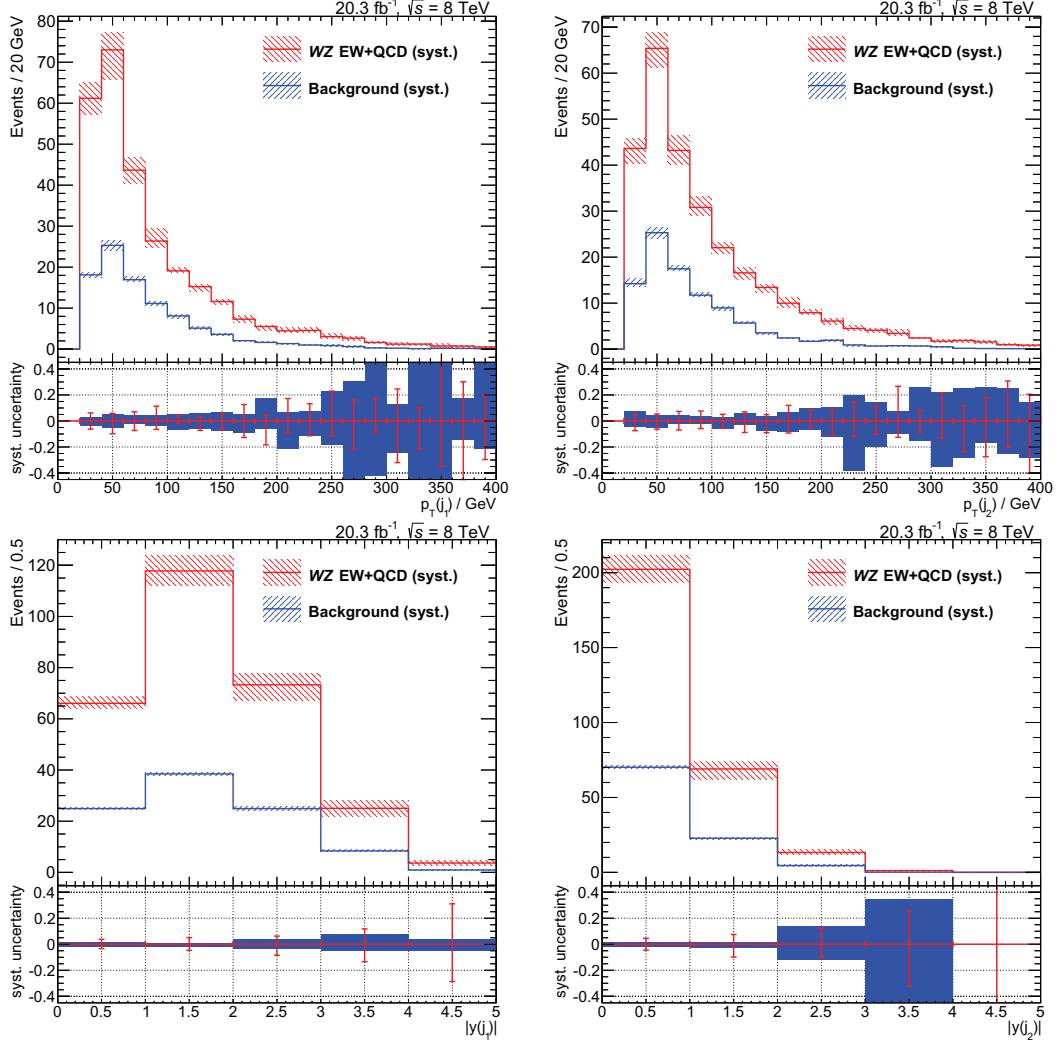 20.3 fb⁻¹, √s = 8 TeV
Events / 20 GeV
80
70
60
50
40
30
20
10
0
WZ EW+QCD (syst.)
Background (syst.)
syst. uncertainty
0.4
0.2
0
-0.2
-0.4
0 50 100 150 200 250 300 350 400
p_T(j_1) / GeV
20.3 fb⁻¹, √s = 8 TeV
Events / 20 GeV
70
60
50
40
30
20
10
0
WZ EW+QCD (syst.)
Background (syst.)
syst. uncertainty
0.4
0.2
0
-0.2
-0.4
0 50 100 150 200 250 300 350 400
p_T(j_2) / GeV
20.3 fb⁻¹, √s = 8 TeV
Events / 0.5
120
100
80
60
40
20
0
WZ EW+QCD (syst.)
Background (syst.)
syst. uncertainty
0.4
0.2
0
-0.2
-0.4
0 0.5 1 1.5 2 2.5 3 3.5 4 4.5 5
|y(j_1)|
20.3 fb⁻¹, √s = 8 TeV
Events / 0.5
200
150
100
50
0
WZ EW+QCD (syst.)
Background (syst.)
syst. uncertainty
0.4
0.2
0
-0.2
-0.4
0 0.5 1 1.5 2 2.5 3 3.5 4 4.5 5
|y(j_2)|